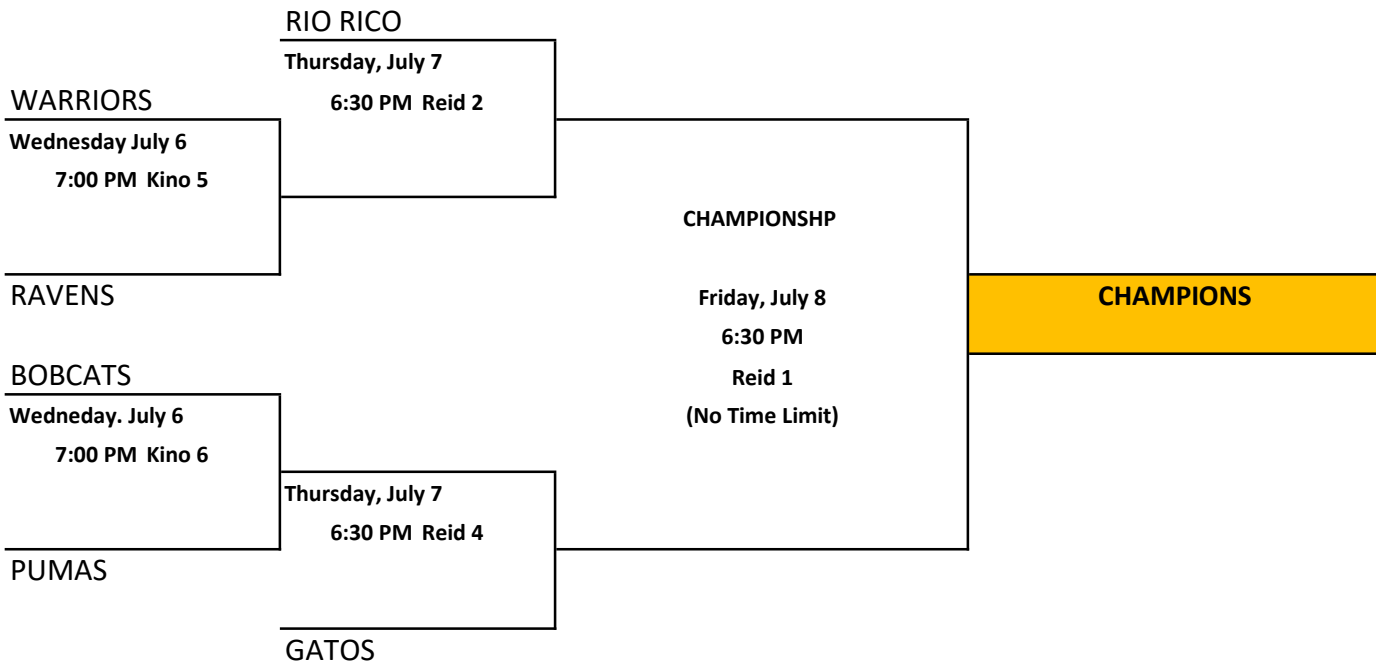 RIO RICO
Thursday, July 7
6:30 PM Reid 2
WARRIORS
Wednesday July 6
7:00 PM Kino 5
RAVENS
BOBCATS
Wedneday. July 6
7:00 PM Kino 6
PUMAS
Thursday, July 7
6:30 PM Reid 4
GATOS
CHAMPIONSHP
Friday, July 8
6:30 PM
Reid 1
(No Time Limit)
CHAMPIONS